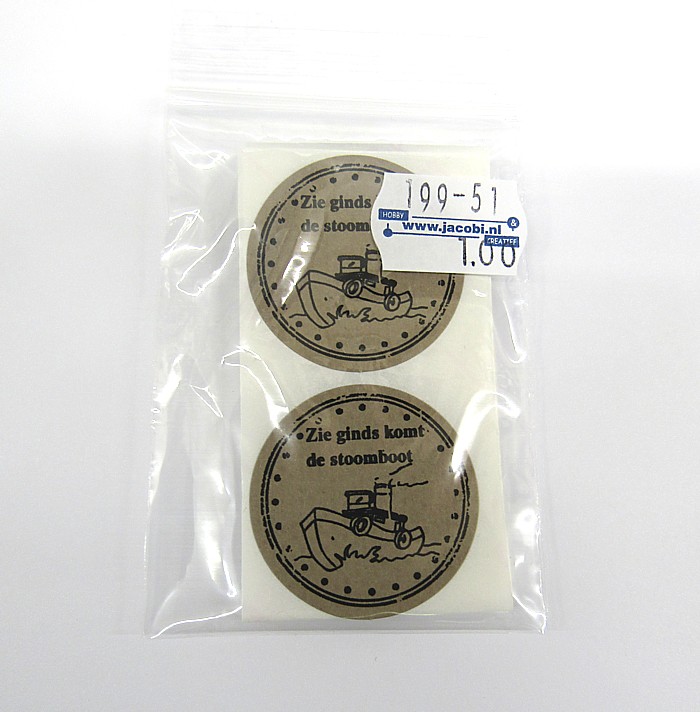 199-51
HOBBY
&
www.jacobi.nl
CREATIEF
1.00
Zie ginds
de stoom
Zie ginds komt
de stoomboot